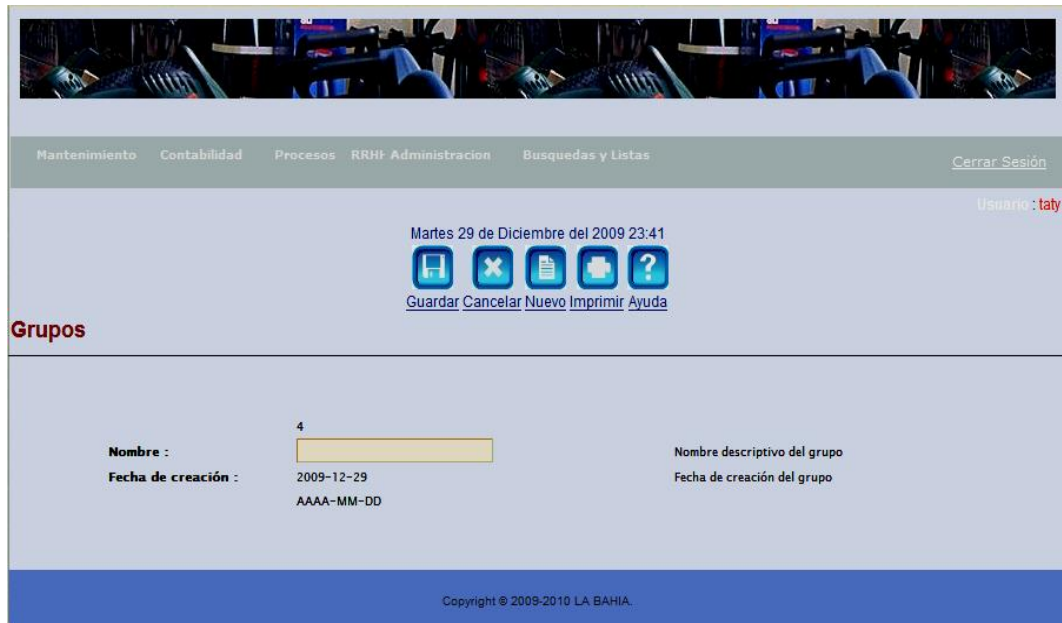 Mantenimiento Contabilidad Procesos RRHH Administracion Busquedas y Listas
Cerrar Sesión
Usuario : taty
Martes 29 de Diciembre del 2009 23:41
Guardar Cancelar Nuevo Imprimir Ayuda
Grupos
4
Nombre : Nombre descriptivo del grupo
Fecha de creación : 2009-12-29 Fecha de creación del grupo
AAAA-MM-DD
Copyright © 2009-2010 LA BAHIA.